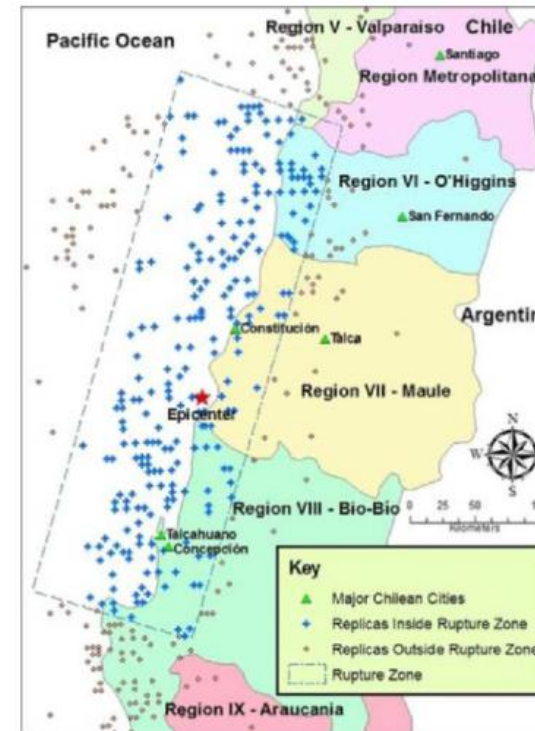 Pacific Ocean
Region V - Valparaiso
Chile
Santiago
Region Metropolitana
Region VI - O'Higgins
San Fernando
Constitución
Talca
Argentin
Region VII - Maule
Epicenter
N
W
E
S
Region VIII - Bio-Bio
0 25 50
Kilometers
Talcahuano
Concepción
Key
Major Chilean Cities
Replicas Inside Rupture Zone
Replicas Outside Rupture Zone
Rupture Zone
Region IX - Araucania